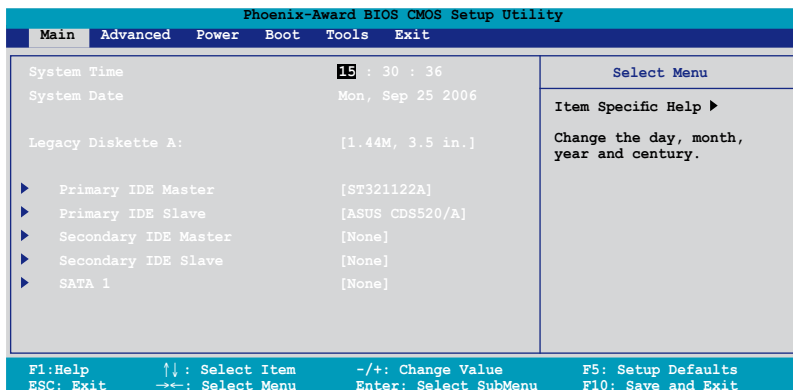 Phoenix-Award BIOS CMOS Setup Utility
Main Advanced Power Boot Tools Exit
System Time 15 : 30 : 36
System Date Mon, Sep 25 2006
Legacy Diskette A: [1.44M, 3.5 in.]
Primary IDE Master [ST321122A]
Primary IDE Slave [ASUS CDS520/A]
Secondary IDE Master [None]
Secondary IDE Slave [None]
SATA 1 [None]
Select Menu
Item Specific Help
Change the day, month,
year and century.
F1:Help ↑↓: Select Item -/+: Change Value F5: Setup Defaults
ESC: Exit →←: Select Menu Enter: Select SubMenu F10: Save and Exit